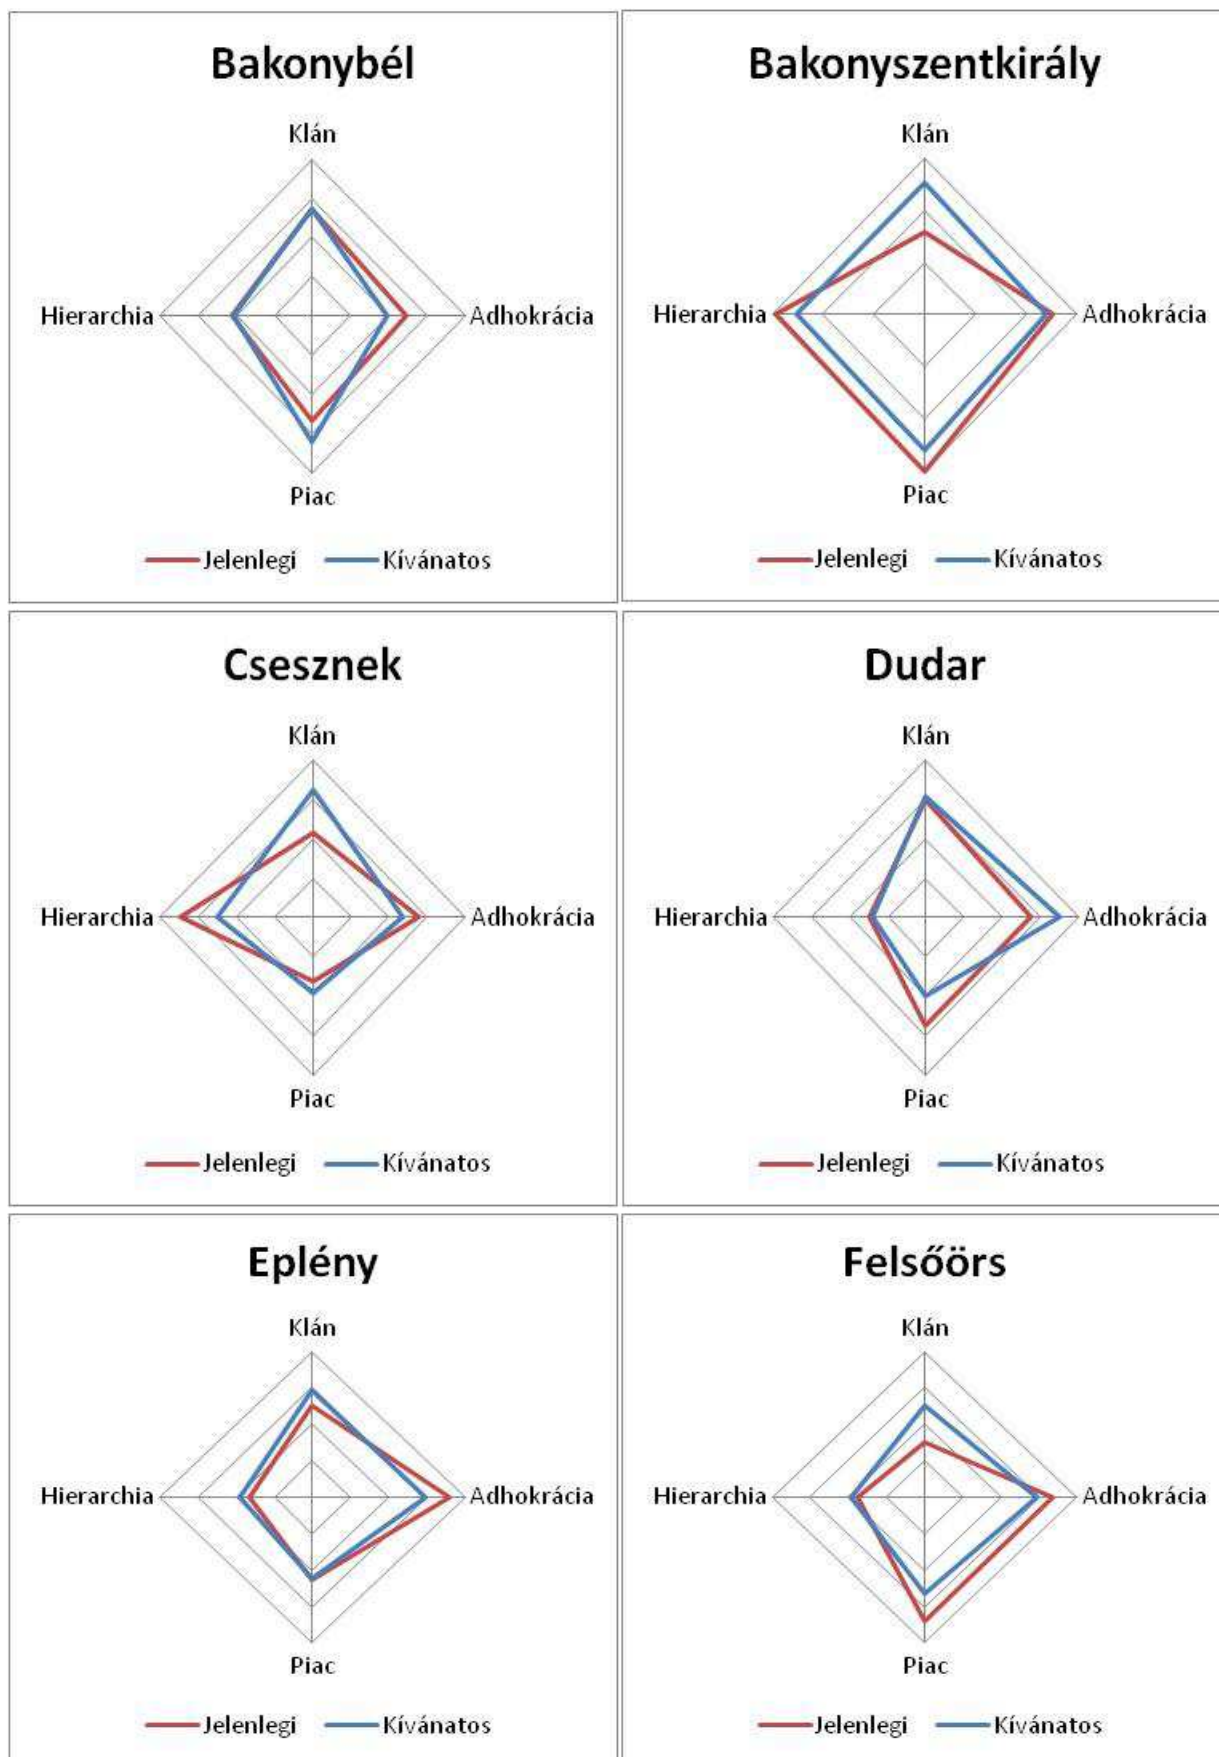 Bakonybél
Klán
Hierarchia
Adhokrácia
Piac
Jelenlegi Kívánatos
Bakonyszentkirály
Klán
Hierarchia
Adhokrácia
Piac
Jelenlegi Kívánatos
Csesznek
Klán
Hierarchia
Adhokrácia
Piac
Jelenlegi Kívánatos
Dudar
Klán
Hierarchia
Adhokrácia
Piac
Jelenlegi Kívánatos
Eplény
Klán
Hierarchia
Adhokrácia
Piac
Jelenlegi Kívánatos
Felsőörs
Klán
Hierarchia
Adhokrácia
Piac
Jelenlegi Kívánatos